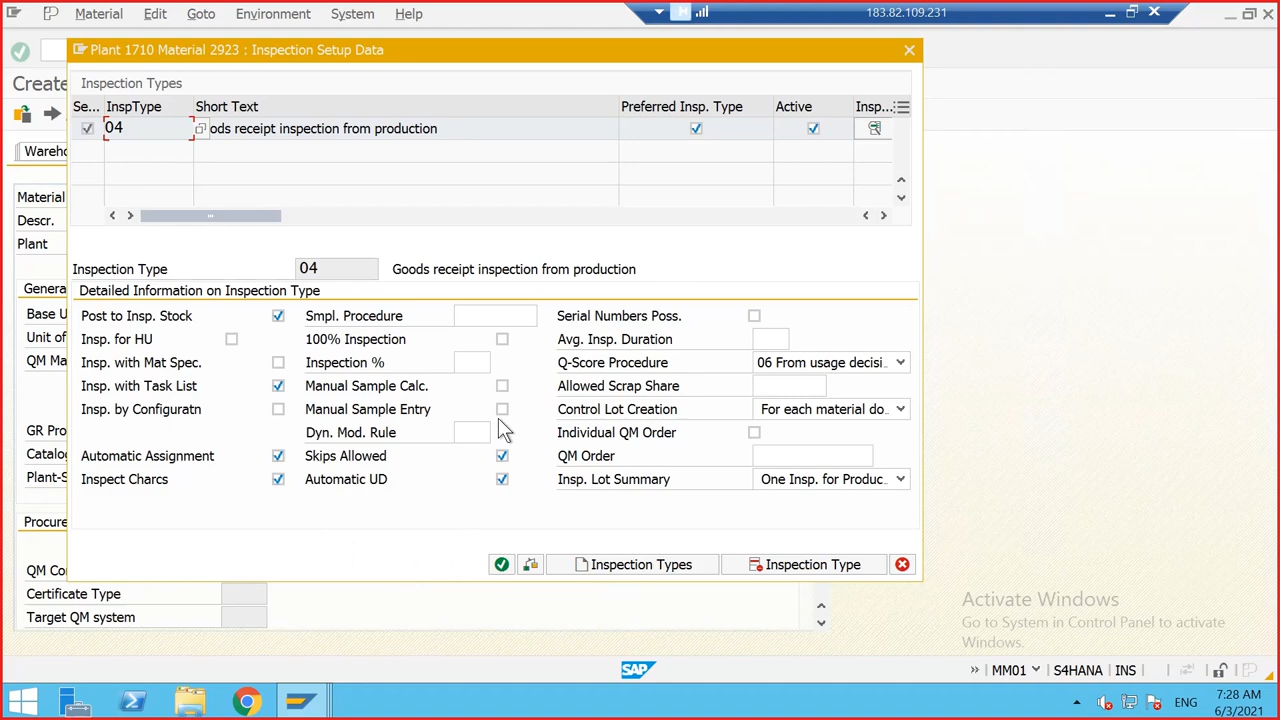 Material Edit Goto Environment System Help
183.82.109.231
Create
Plant 1710 Material 2923 : Inspection Setup Data
Inspection Types
Se... InspType Short Text Preferred Insp. Type Active Insp...
04 ods receipt inspection from production
Wareho
Material
Descr.
Plant
Inspection Type 04 Goods receipt inspection from production
Genera
Detailed Information on Inspection Type
Base U
Unit of
QM Ma
Post to Insp. Stock Smpl. Procedure Serial Numbers Poss.
Insp. for HU 100% Inspection Avg. Insp. Duration
Insp. with Mat Spec. Inspection % Q-Score Procedure 06 From usage decisi..
Insp. with Task List Manual Sample Calc. Allowed Scrap Share
Insp. by Configuratn Manual Sample Entry Control Lot Creation For each material do..
GR Pro
Dyn. Mod. Rule Individual QM Order
Catalog
Automatic Assignment Skips Allowed QM Order
Plant-S
Inspect Charcs Automatic UD Insp. Lot Summary One Insp. for Produc..
Procure
QM Con
Inspection Types Inspection Type
Certificate Type
Target QM system
Activate Windows
Go to System in Control Panel to activate
Windows.
SAP
MM01 S4HANA INS
ENG
7:28 AM
6/3/2021